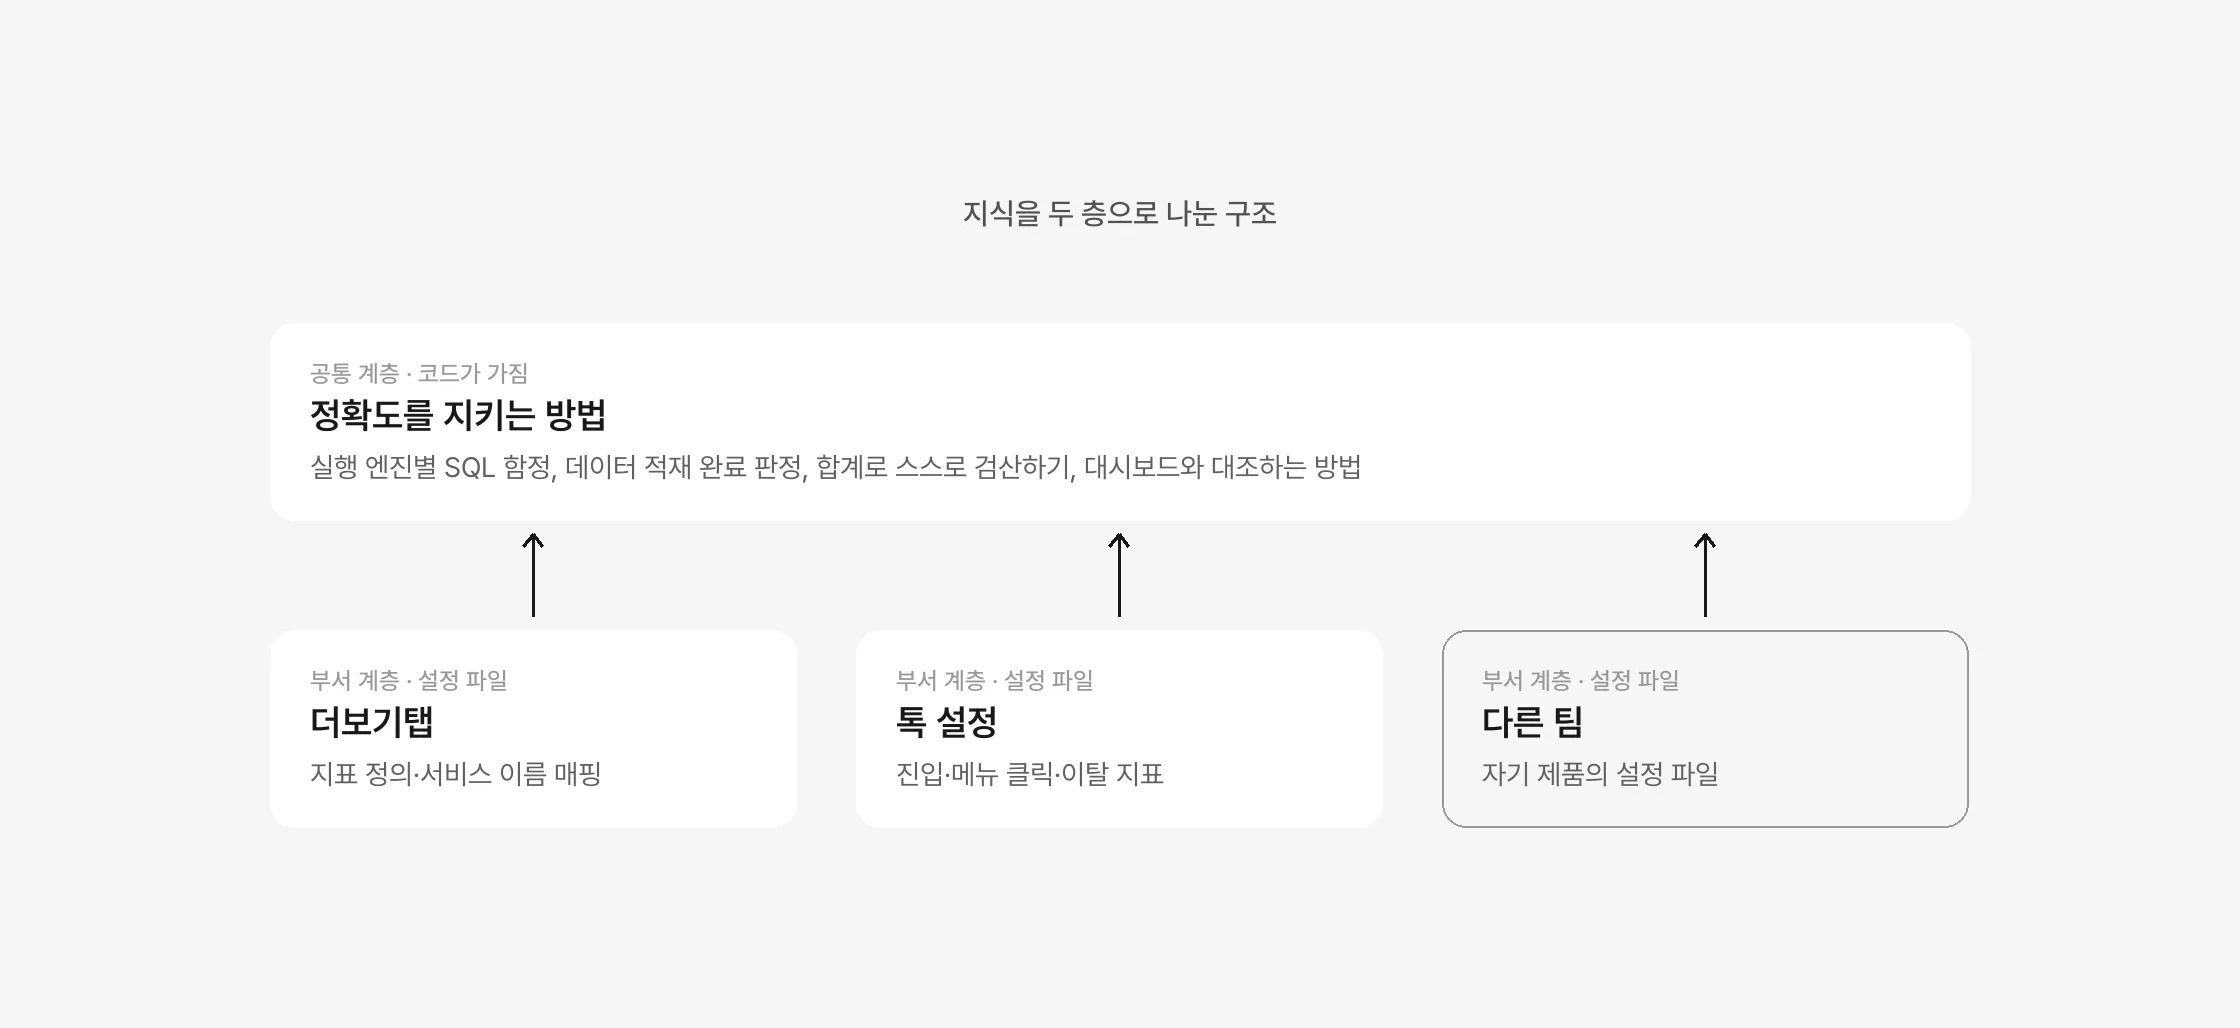 지식을 두 층으로 나눈 구조
공통 계층 · 코드가 가짐
정확도를 지키는 방법
실행 엔진별 SQL 함정, 데이터 적재 완료 판정, 합계로 스스로 검산하기, 대시보드와 대조하는 방법
부서 계층 · 설정 파일
더보기탭
지표 정의·서비스 이름 매핑
부서 계층 · 설정 파일
톡 설정
진입·메뉴 클릭·이탈 지표
부서 계층 · 설정 파일
다른 팀
자기 제품의 설정 파일